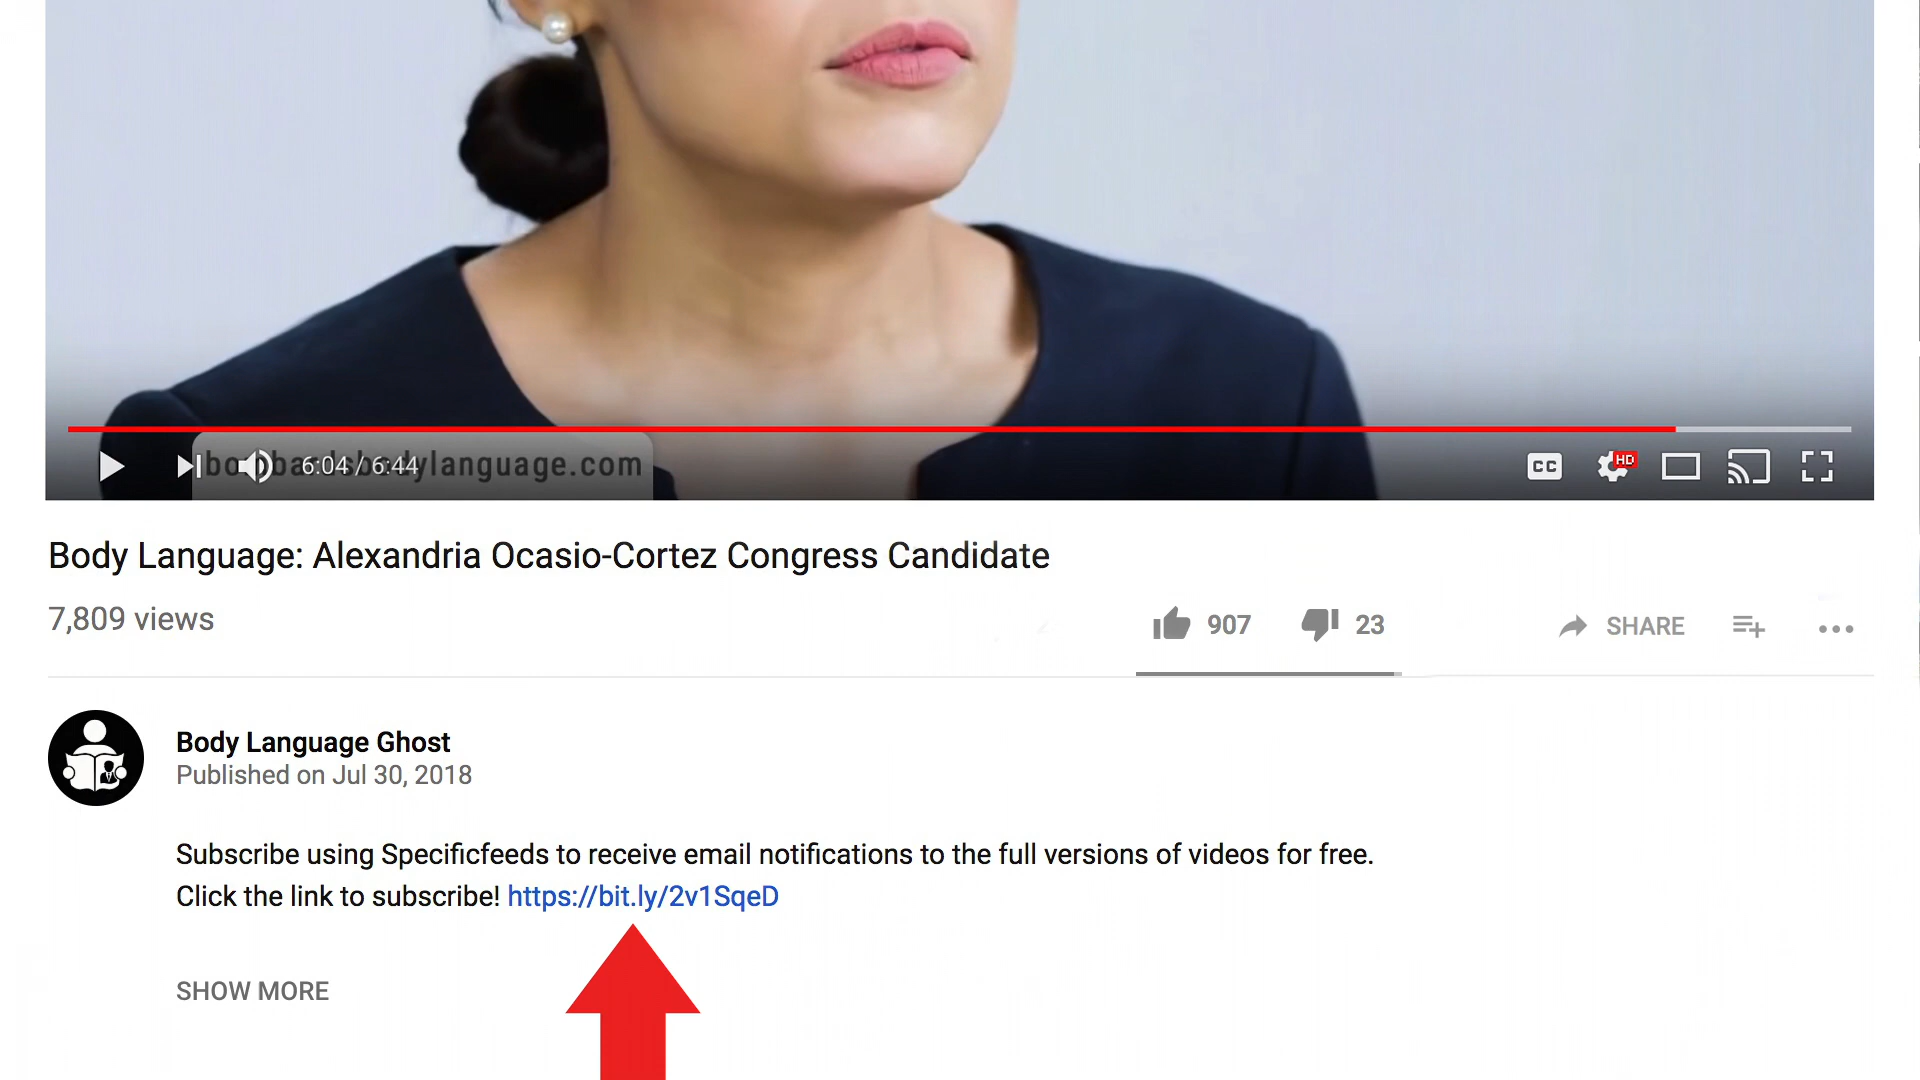 bodylanguage.com
6:04 / 6:44
CC
HD
Body Language: Alexandria Ocasio-Cortez Congress Candidate
7,809 views
907
23
SHARE
Body Language Ghost
Published on Jul 30, 2018
Subscribe using Specificfeeds to receive email notifications to the full versions of videos for free.
Click the link to subscribe! https://bit.ly/2v1SqeD
SHOW MORE